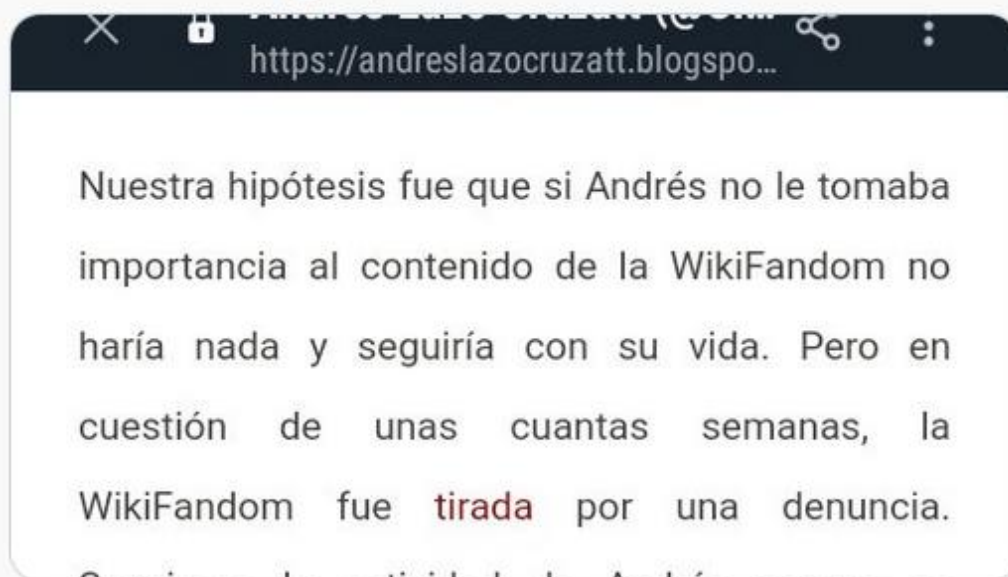 https://andreslazocruzatt.blogspo...
Nuestra hipótesis fue que si Andrés no le tomaba
importancia al contenido de la WikiFandom no
haría nada y seguiría con su vida. Pero en
cuestión de unas cuantas semanas, la
WikiFandom fue tirada por una denuncia.